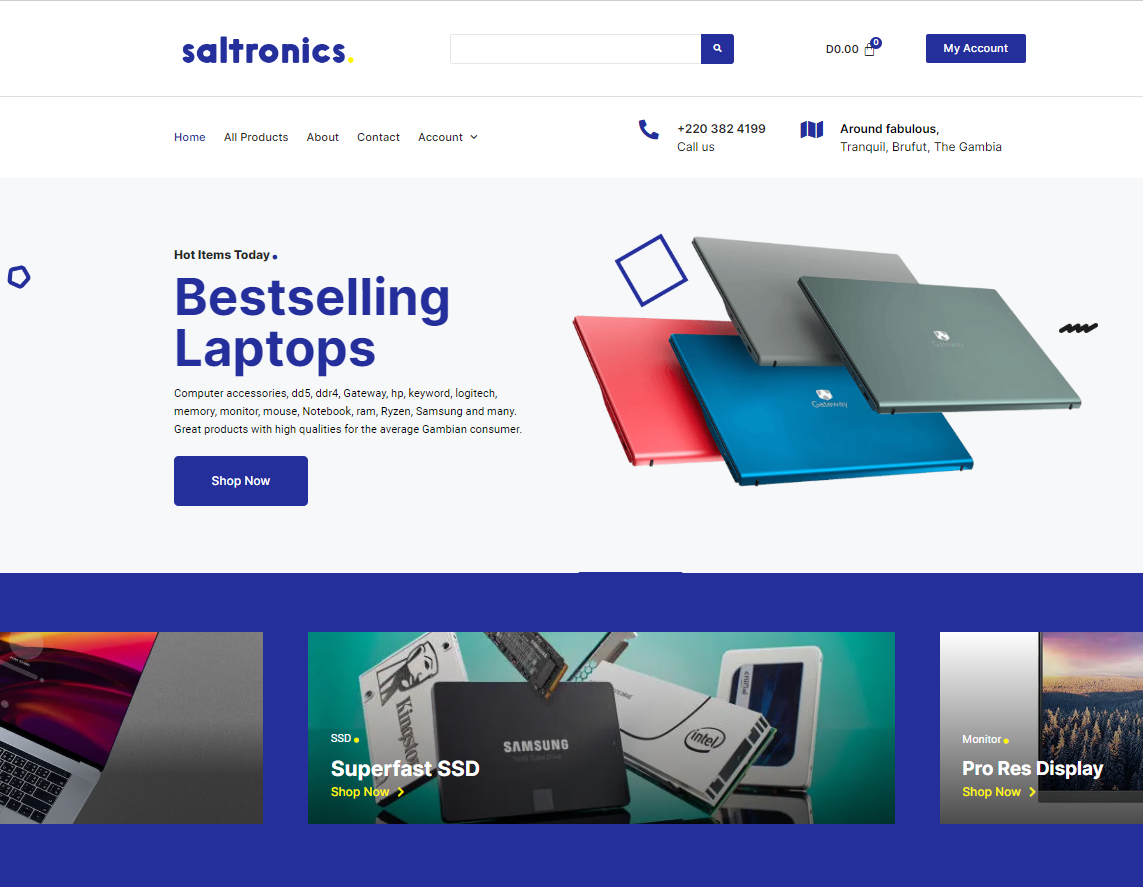 saltronics.
D0.00
0
My Account
Home
All Products
About
Contact
Account
+220 382 4199
Call us
Around fabulous,
Tranquil, Brufut, The Gambia
Hot Items Today
Bestselling
Laptops
Computer accessories, dd5, ddr4, Gateway, hp, keyword, logitech,
memory, monitor, mouse, Notebook, ram, Ryzen, Samsung and many.
Great products with high qualities for the average Gambian consumer.
Shop Now
Gateway
Gateway
Kingston
SAMSUNG
intel
crucial
SSD
Superfast SSD
Shop Now
Monitor
Pro Res Display
Shop Now